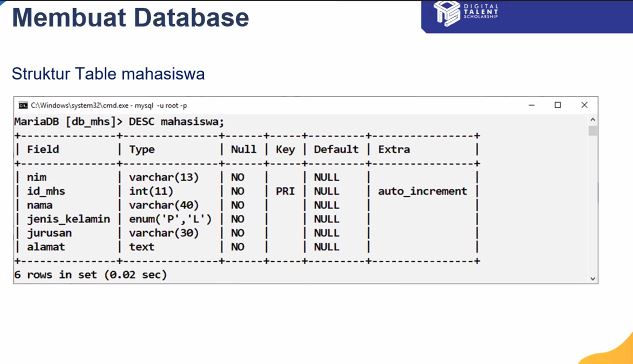 Membuat Database
DIGITAL
TALENT
SCHOLARSHIP
Struktur Table mahasiswa
C:\Windows\system32\cmd.exe - mysql -u root -p
MariaDB [db_mhs]> DESC mahasiswa;
+---------------+---------------+------+-----+---------+----------------+
| Field | Type | Null | Key | Default | Extra |
+---------------+---------------+------+-----+---------+----------------+
| nim | varchar(13) | NO | | NULL | |
| id_mhs | int(11) | NO | PRI | NULL | auto_increment |
| nama | varchar(40) | NO | | NULL | |
| jenis_kelamin | enum('P','L') | NO | | NULL | |
| jurusan | varchar(30) | NO | | NULL | |
| alamat | text | NO | | NULL | |
+---------------+---------------+------+-----+---------+----------------+
6 rows in set (0.02 sec)